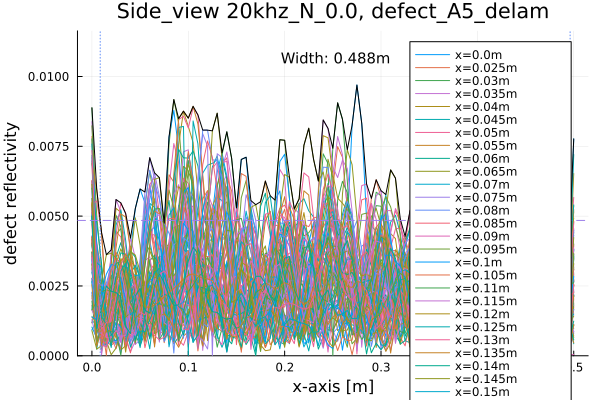 Side_view 20khz_N_0.0, defect_A5_delam
Width: 0.488m
0.0100
0.0075
0.0050
0.0025
0.0000
defect reflectivity
0.0
0.1
0.2
0.3
.5
x-axis [m]
x=0.0m
x=0.025m
x=0.03m
x=0.035m
x=0.04m
x=0.045m
x=0.05m
x=0.055m
x=0.06m
x=0.065m
x=0.07m
x=0.075m
x=0.08m
x=0.085m
x=0.09m
x=0.095m
x=0.1m
x=0.105m
x=0.11m
x=0.115m
x=0.12m
x=0.125m
x=0.13m
x=0.135m
x=0.14m
x=0.145m
x=0.15m